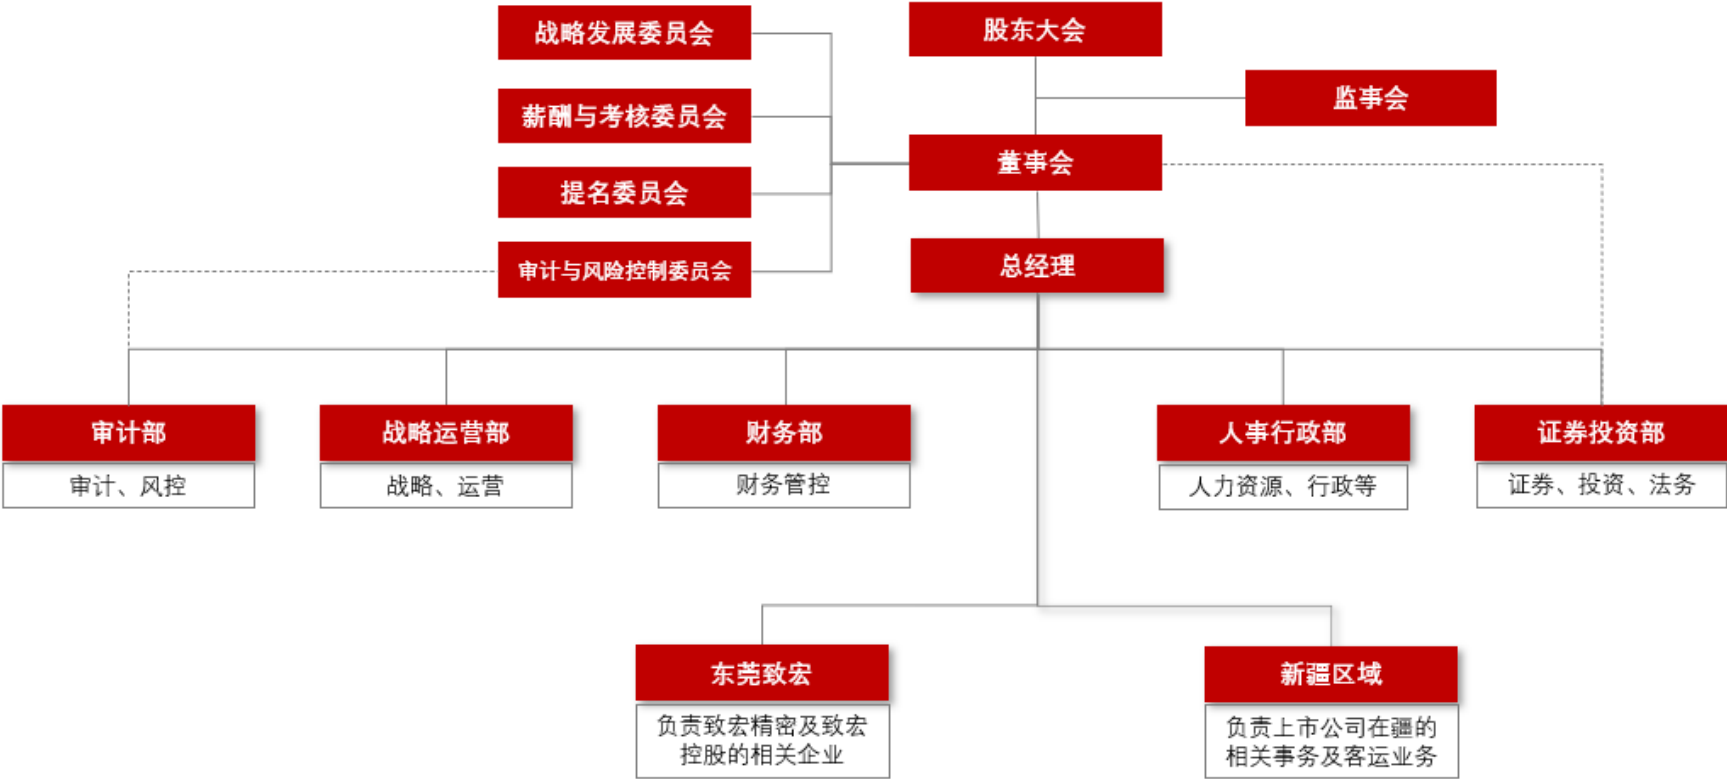 战略发展委员会
股东大会
监事会
薪酬与考核委员会
董事会
提名委员会
审计与风险控制委员会
总经理
审计部
审计、风控
战略运营部
战略、运营
财务部
财务管控
人事行政部
人力资源、行政等
证券投资部
证券、投资、法务
东莞致宏
负责致宏精密及致宏
控股的相关企业
新疆区域
负责上市公司在疆的
相关事务及客运业务